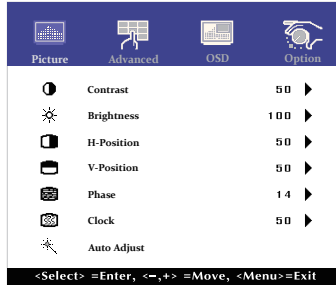 Picture Advanced OSD Option
Contrast 50
Brightness 100
H-Position 50
V-Position 50
Phase 14
Clock 50
Auto Adjust
<Select> =Enter, <−,+> =Move, <Menu>=Exit